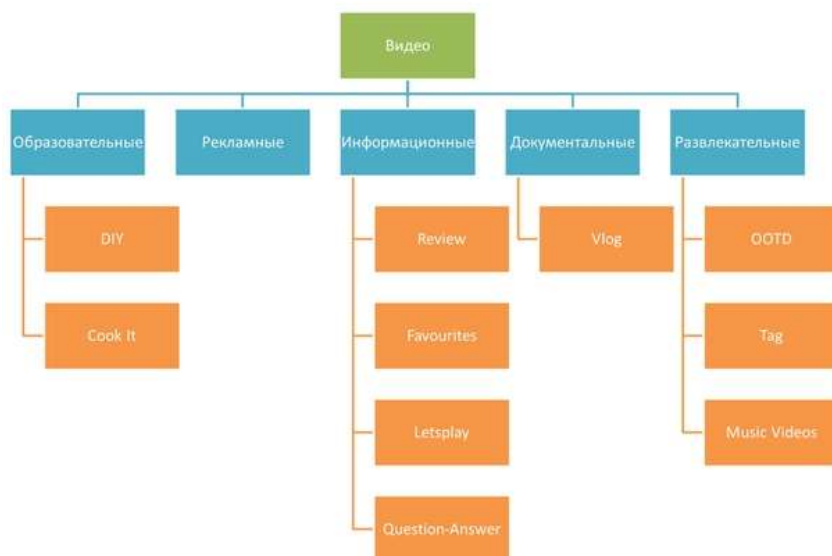 Видео
Образовательные
Рекламные
Информационные
Документальные
Развлекательные
DIY
Review
Vlog
OOTD
Cook It
Favourites
Tag
Letsplay
Music Videos
Question-Answer